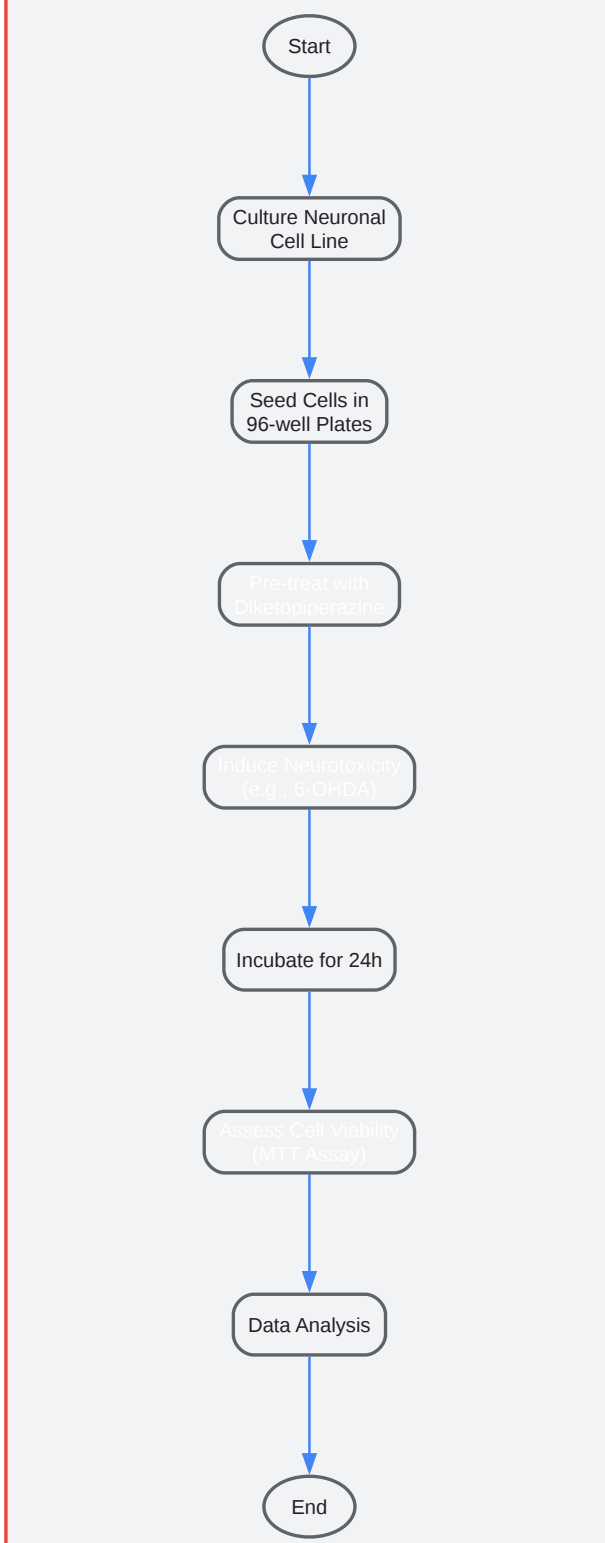 Start
Culture Neuronal
Cell Line
Seed Cells in
96-well Plates
Pre-treat with
Diketopiperazine
Induce Neurotoxicity
(e.g., 6-OHDA)
Incubate for 24h
Assess Cell Viability
(MTT Assay)
Data Analysis
End